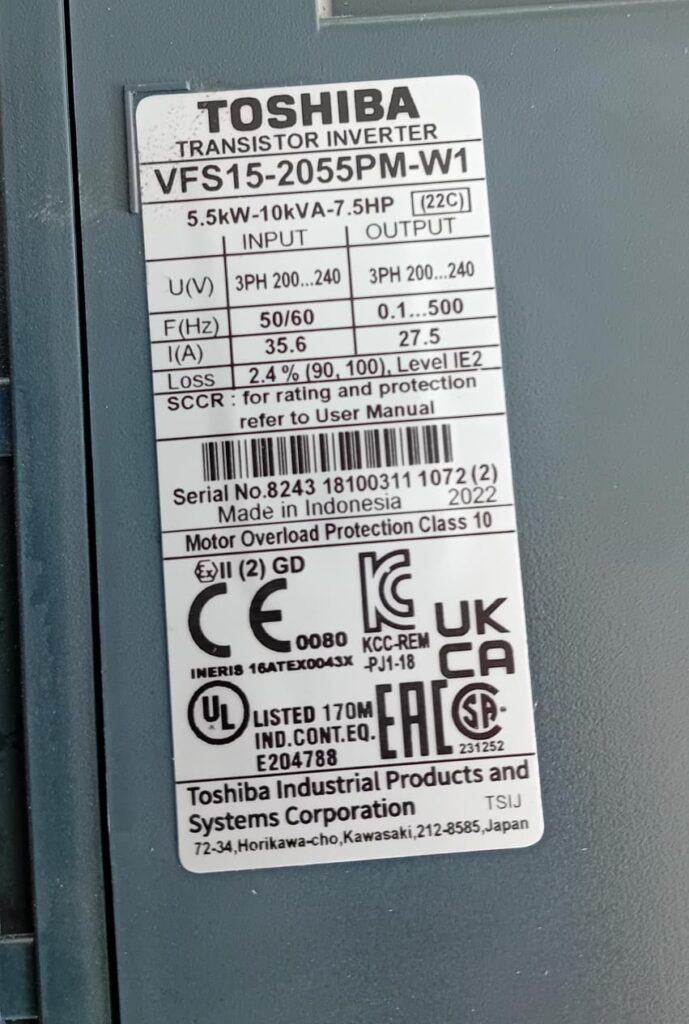 TOSHIBA
TRANSISTOR INVERTER
VFS15-2055PM-W1
5.5kW-10kVA-7.5HP (22C)
INPUT OUTPUT
U(V) 3PH 200...240 3PH 200...240
F(Hz) 50/60 0.1...500
I(A) 35.6 27.5
Loss 2.4 % (90, 100), Level IE2
SCCR : for rating and protection
refer to User Manual
Serial No.8243 18100311 1072 (2)
Made in Indonesia 2022
Motor Overload Protection Class 10
Ex II (2) GD
CE 0080
INERIS 16ATEX0043X
KC
KCC-REM
-PJ1-18
UK
CA
UL
LISTED 170M
IND.CONT.EQ.
E204788
EAC
SA
231252
Toshiba Industrial Products and
Systems Corporation TSIJ
72-34,Horikawa-cho,Kawasaki,212-8585,Japan